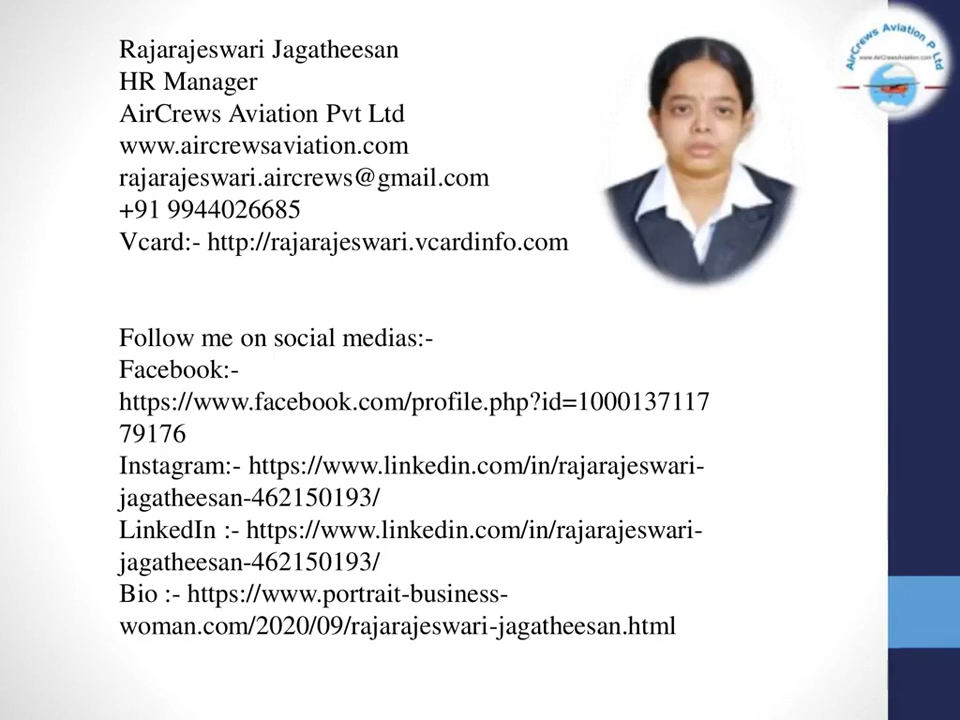 Rajarajeswari Jagatheesan
HR Manager
AirCrews Aviation Pvt Ltd
www.aircrewsaviation.com
rajarajeswari.aircrews@gmail.com
+91 9944026685
Vcard:- http://rajarajeswari.vcardinfo.com
AirCrews Aviation P Ltd
www.AirCrewsAviation.com
Follow me on social medias:-
Facebook:-
https://www.facebook.com/profile.php?id=1000137117
79176
Instagram:- https://www.linkedin.com/in/rajarajeswari-
jagatheesan-462150193/
LinkedIn :- https://www.linkedin.com/in/rajarajeswari-
jagatheesan-462150193/
Bio :- https://www.portrait-business-
woman.com/2020/09/rajarajeswari-jagatheesan.html